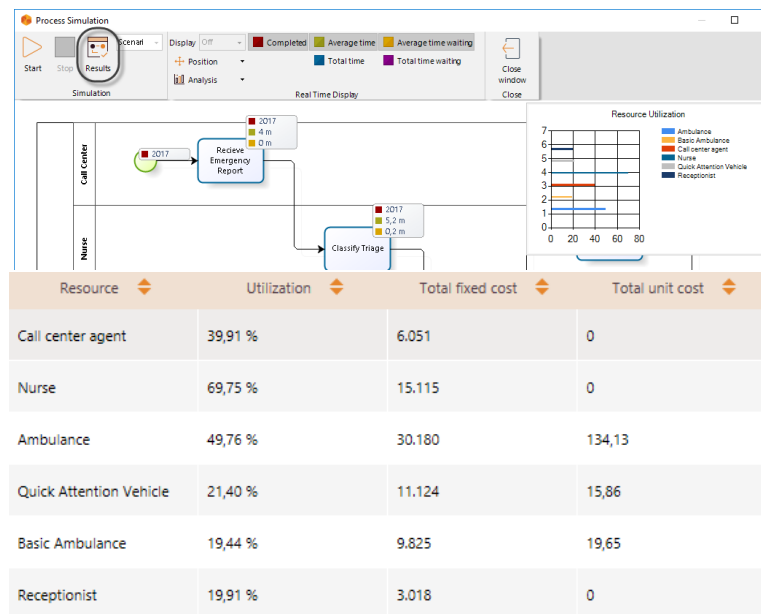 Process Simulation
Scenari
Display Off
Completed Average time Average time waiting
Position
Total time Total time waiting
Analysis
Start Stop Results
Close window
Simulation Real Time Display Close
Resource Utilization
7
6
5
4
3
2
1
0
0 20 40 60 80
Ambulance
Basic Ambulance
Call center agent
Nurse
Quick Attention Vehicle
Receptionist
Call Center
2017
Recieve
Emergency
Report
2017
4 m
0 m
Nurse
Classify Triage
2017
5,2 m
0,2 m
Resource Utilization Total fixed cost Total unit cost
Call center agent 39,91 % 6.051 0
Nurse 69,75 % 15.115 0
Ambulance 49,76 % 30.180 134,13
Quick Attention Vehicle 21,40 % 11.124 15,86
Basic Ambulance 19,44 % 9.825 19,65
Receptionist 19,91 % 3.018 0